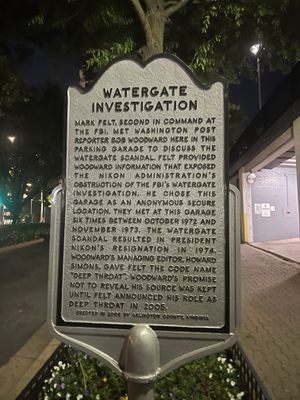 WATERGATE
INVESTIGATION
MARK FELT, SECOND IN COMMAND AT
THE FBI, MET WASHINGTON POST
REPORTER BOB WOODWARD HERE IN THIS
PARKING GARAGE TO DISCUSS THE
WATERGATE SCANDAL. FELT PROVIDED
WOODWARD INFORMATION THAT EXPOSED
THE NIXON ADMINISTRATION'S
OBSTRUCTION OF THE FBI'S WATERGATE
INVESTIGATION. HE CHOSE THIS
GARAGE AS AN ANONYMOUS SECURE
LOCATION. THEY MET AT THIS GARAGE
SIX TIMES BETWEEN OCTOBER 1972 AND
NOVEMBER 1973. THE WATERGATE
SCANDAL RESULTED IN PRESIDENT
NIXON'S RESIGNATION IN 1974.
WOODWARD'S MANAGING EDITOR, HOWARD
SIMONS, GAVE FELT THE CODE NAME
"DEEP THROAT". WOODWARD'S PROMISE
NOT TO REVEAL HIS SOURCE WAS KEPT
UNTIL FELT ANNOUNCED HIS ROLE AS
DEEP THROAT IN 2005.
ERECTED IN 2008 BY ARLINGTON COUNTY, VIRGINIA